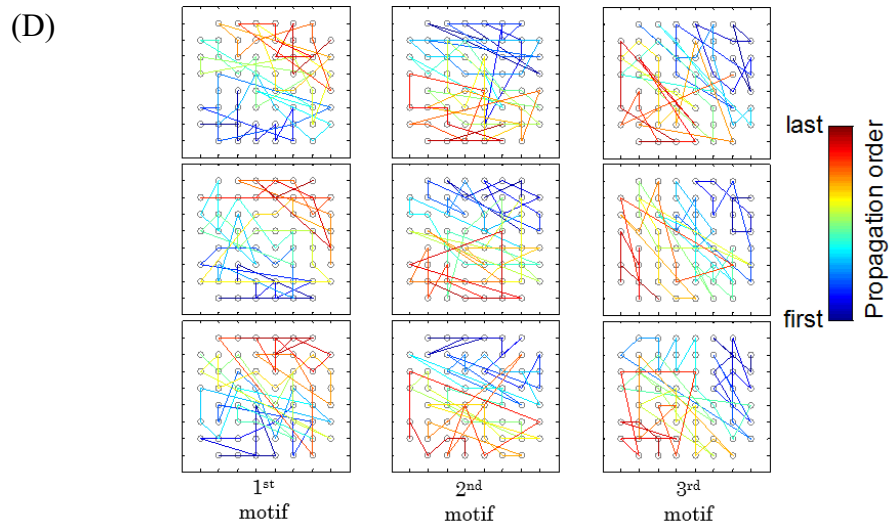 (D)
last
Propagation order
first
1st
motif
2nd
motif
3rd
motif